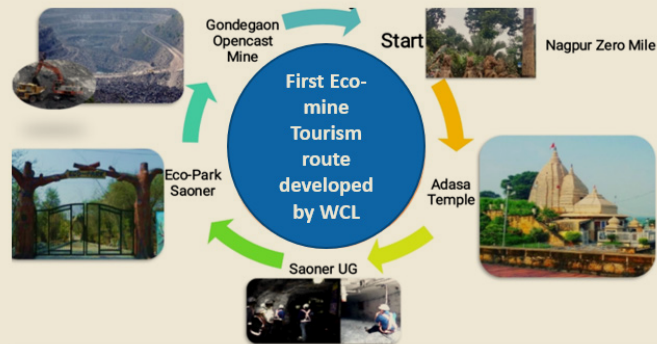 Gondegaon
Opencast
Mine
Start
Nagpur Zero Mile
First Eco-
mine
Tourism
route
developed
by WCL
Adasa
Temple
Saoner UG
Eco-Park
Saoner